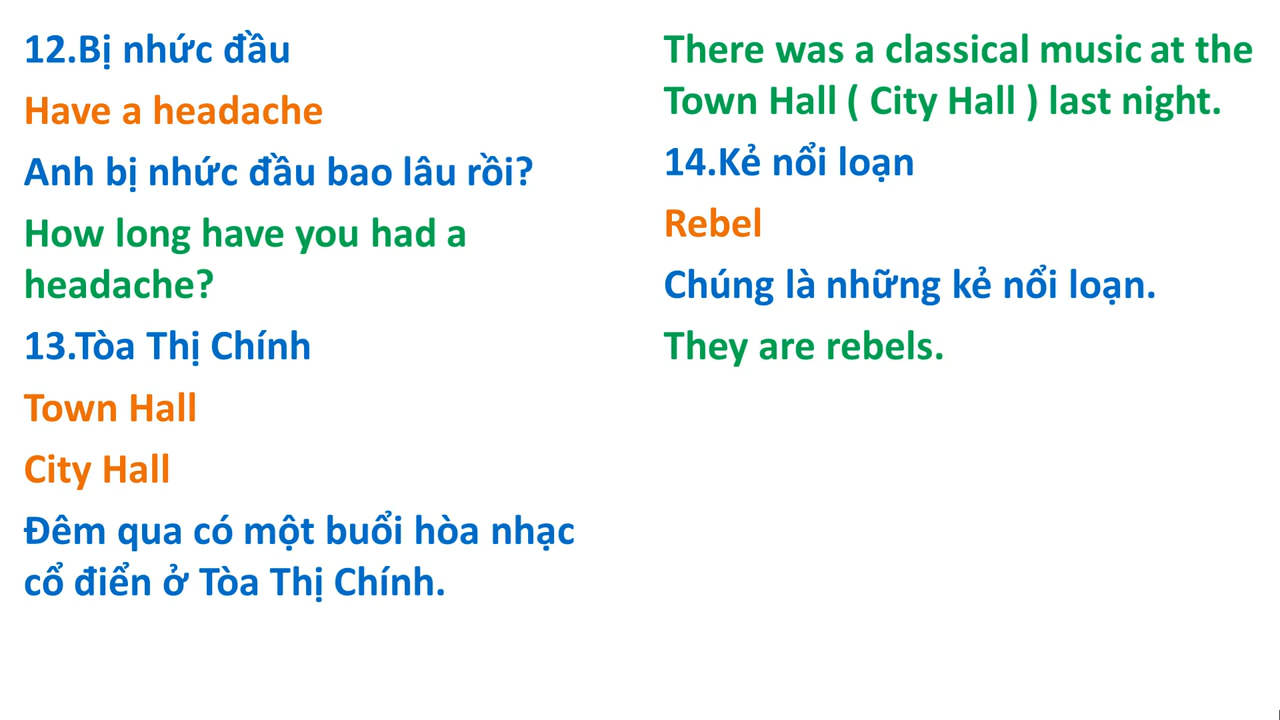 12.Bị nhức đầu
Have a headache
Anh bị nhức đầu bao lâu rồi?
How long have you had a
headache?
13.Tòa Thị Chính
Town Hall
City Hall
Đêm qua có một buổi hòa nhạc
cổ điển ở Tòa Thị Chính.
There was a classical music at the
Town Hall ( City Hall ) last night.
14.Kẻ nổi loạn
Rebel
Chúng là những kẻ nổi loạn.
They are rebels.